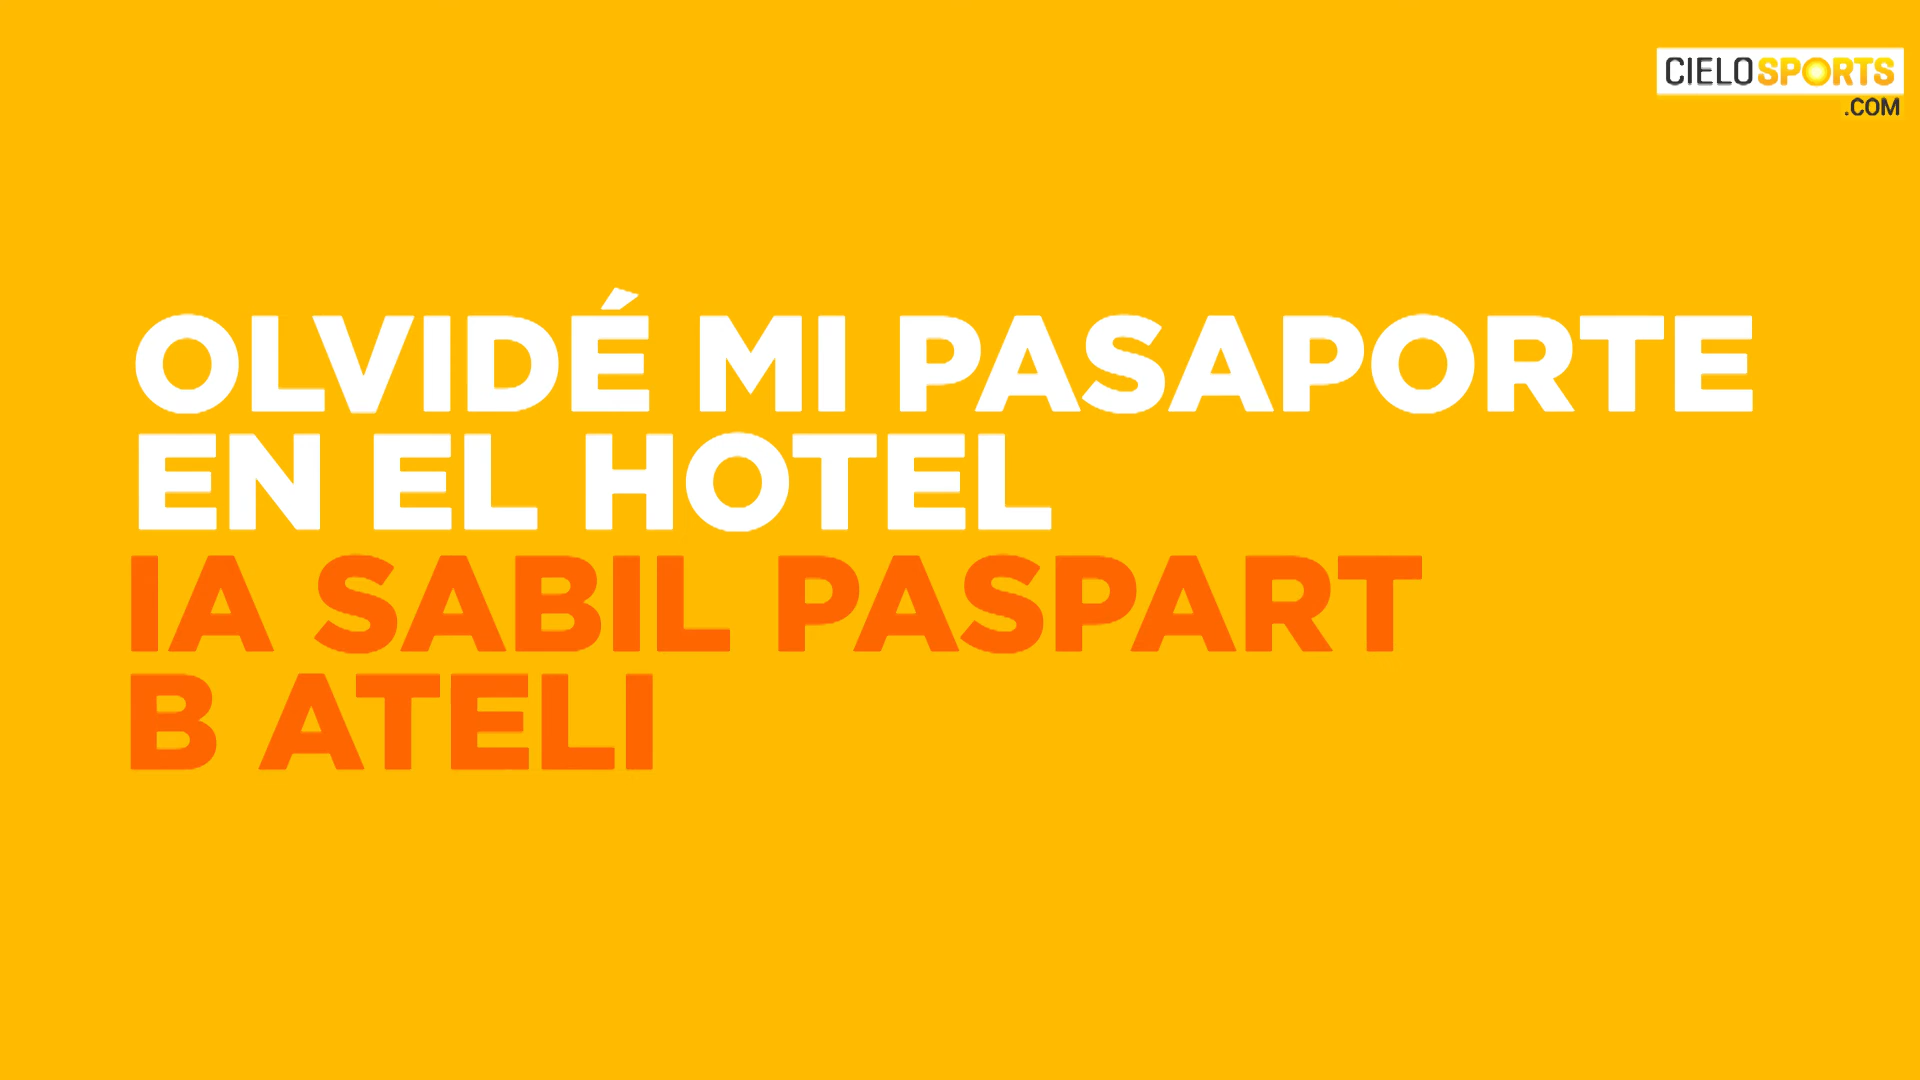 CIELOSPORTS
.COM
OLVIDÉ MI PASAPORTE
EN EL HOTEL
IA SABIL PASPART
B ATELI